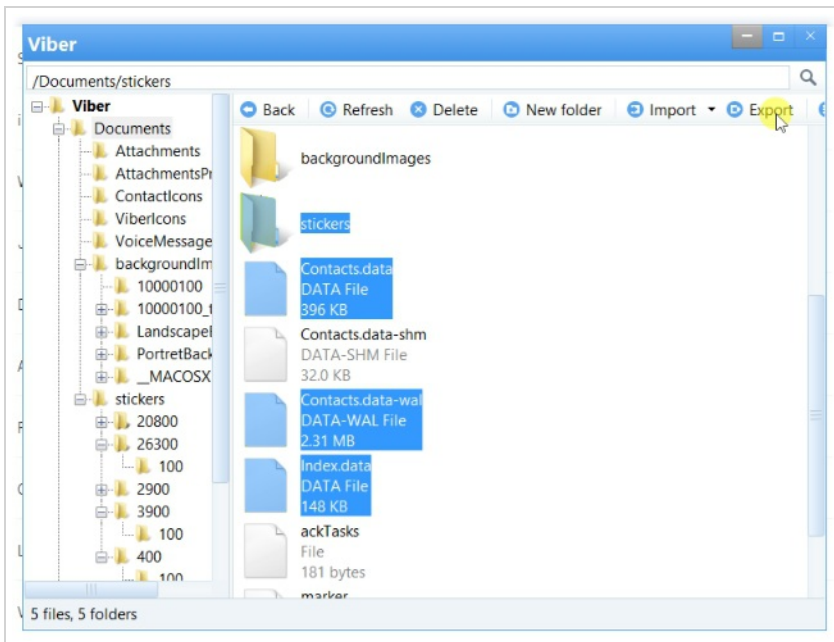 Viber
/Documents/stickers
Viber
Documents
Attachments
AttachmentsPr
ContactIcons
ViberIcons
VoiceMessage
backgroundIm
10000100
10000100_t
Landscape
PortretBack
__MACOSX
stickers
20800
26300
100
2900
3900
100
400
100
Back Refresh Delete New folder Import Export
backgroundImages
stickers
Contacts.data
DATA File
396 KB
Contacts.data-shm
DATA-SHM File
32.0 KB
Contacts.data-wal
DATA-WAL File
2.31 MB
Index.data
DATA File
148 KB
ackTasks
File
181 bytes
marker
5 files, 5 folders